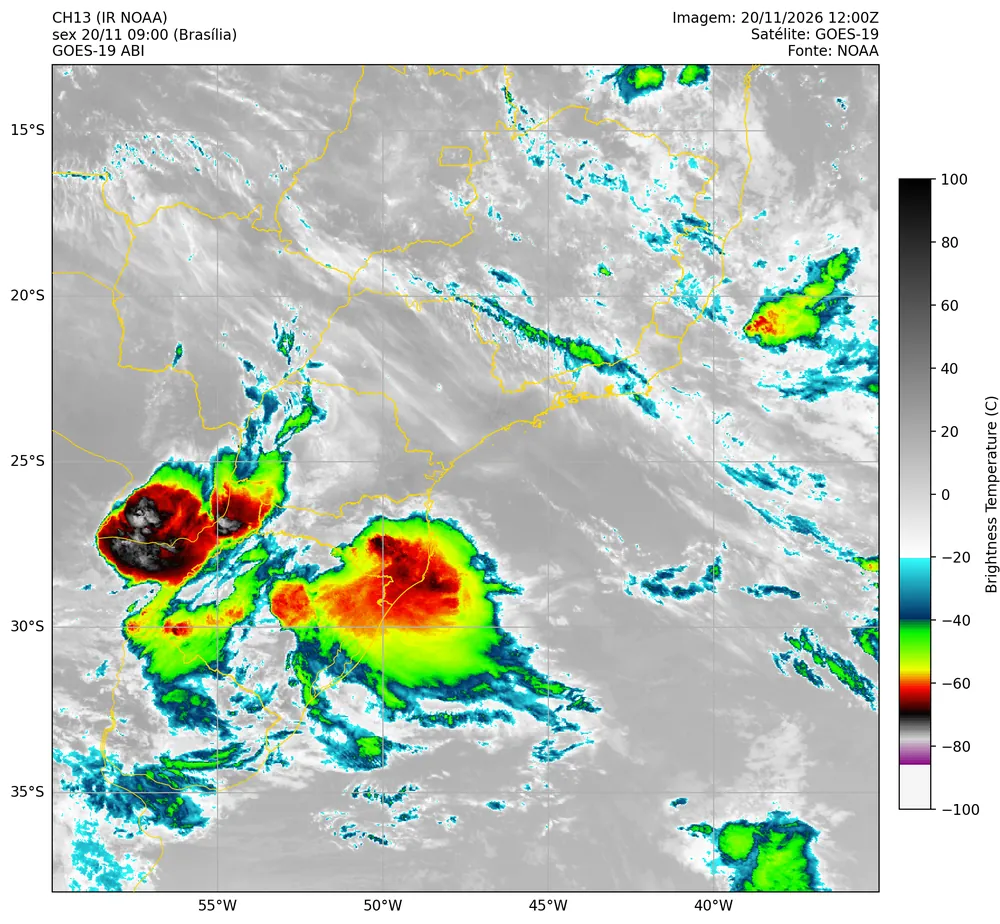 CH13 (IR NOAA)
sex 20/11 09:00 (Brasília)
GOES-19 ABI
Imagem: 20/11/2026 12:00Z
Satélite: GOES-19
Fonte: NOAA
15°S
20°S
25°S
30°S
35°S
55°W
50°W
45°W
40°W
100
80
60
40
20
0
−20
−40
−60
−80
−100
Brightness Temperature (C)